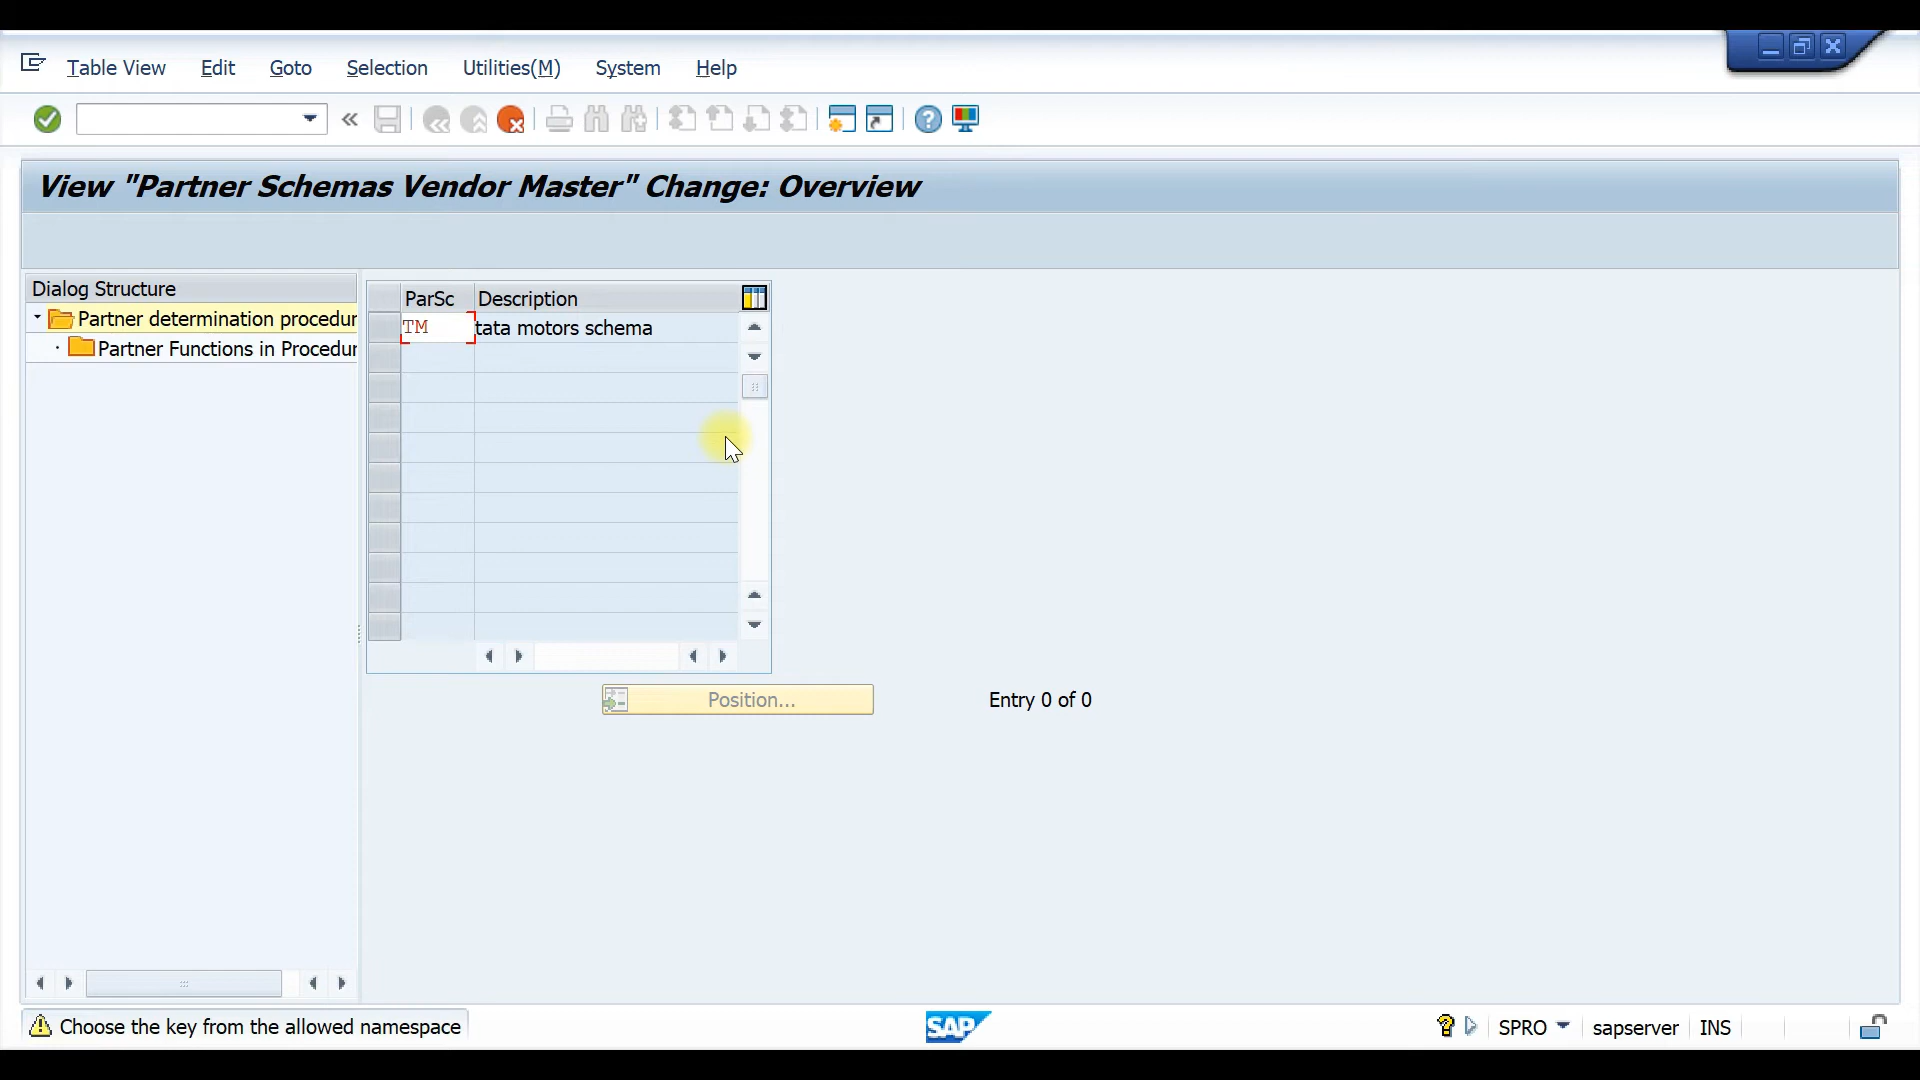 Table View Edit Goto Selection Utilities(M) System Help
View "Partner Schemas Vendor Master" Change: Overview
Dialog Structure
Partner determination procedur
Partner Functions in Procedur
ParSc Description
TM tata motors schema
Position... Entry 0 of 0
Choose the key from the allowed namespace SAP SPRO sapserver INS